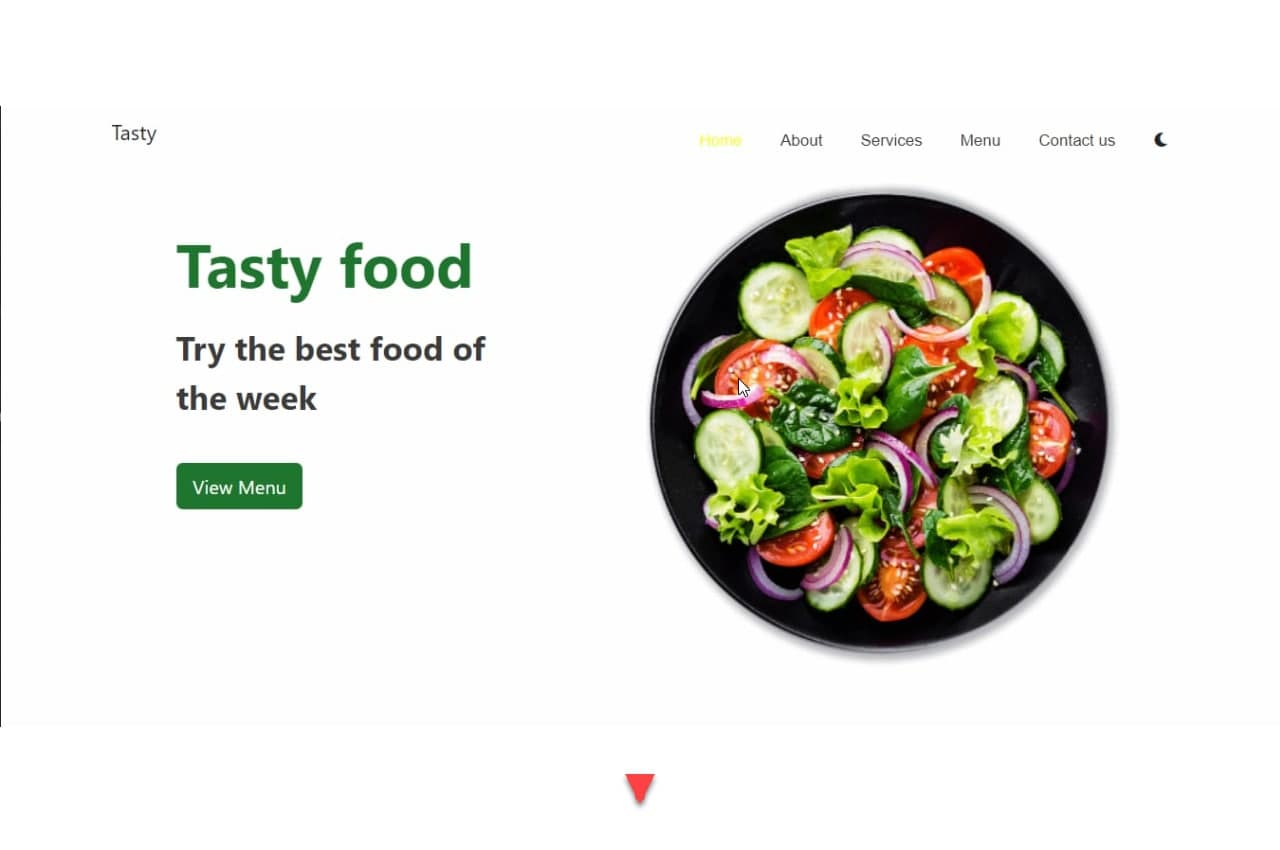 Tasty
Home About Services Menu Contact us
Tasty food
Try the best food of
the week
View Menu